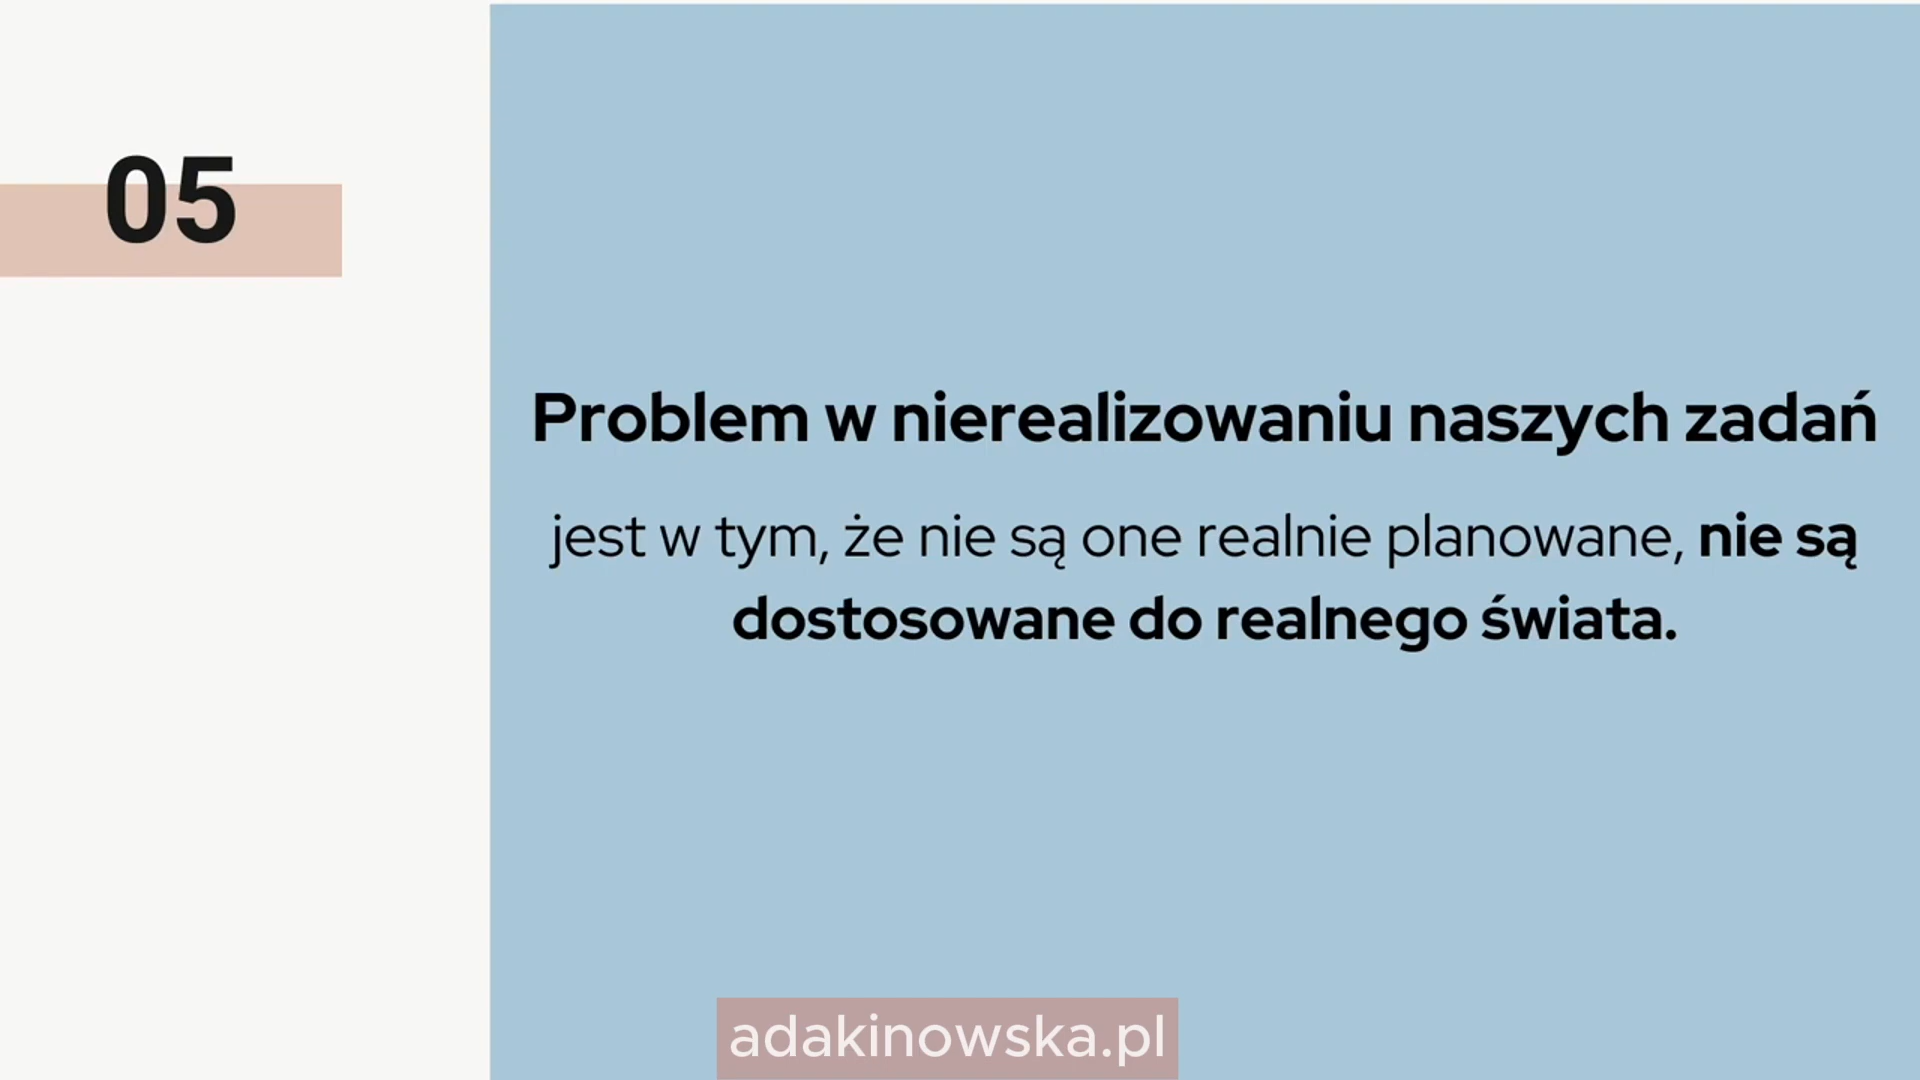 05
Problem w nierealizowaniu naszych zadań
jest w tym, że nie są one realnie planowane, nie są
dostosowane do realnego świata.
adakinowska.pl